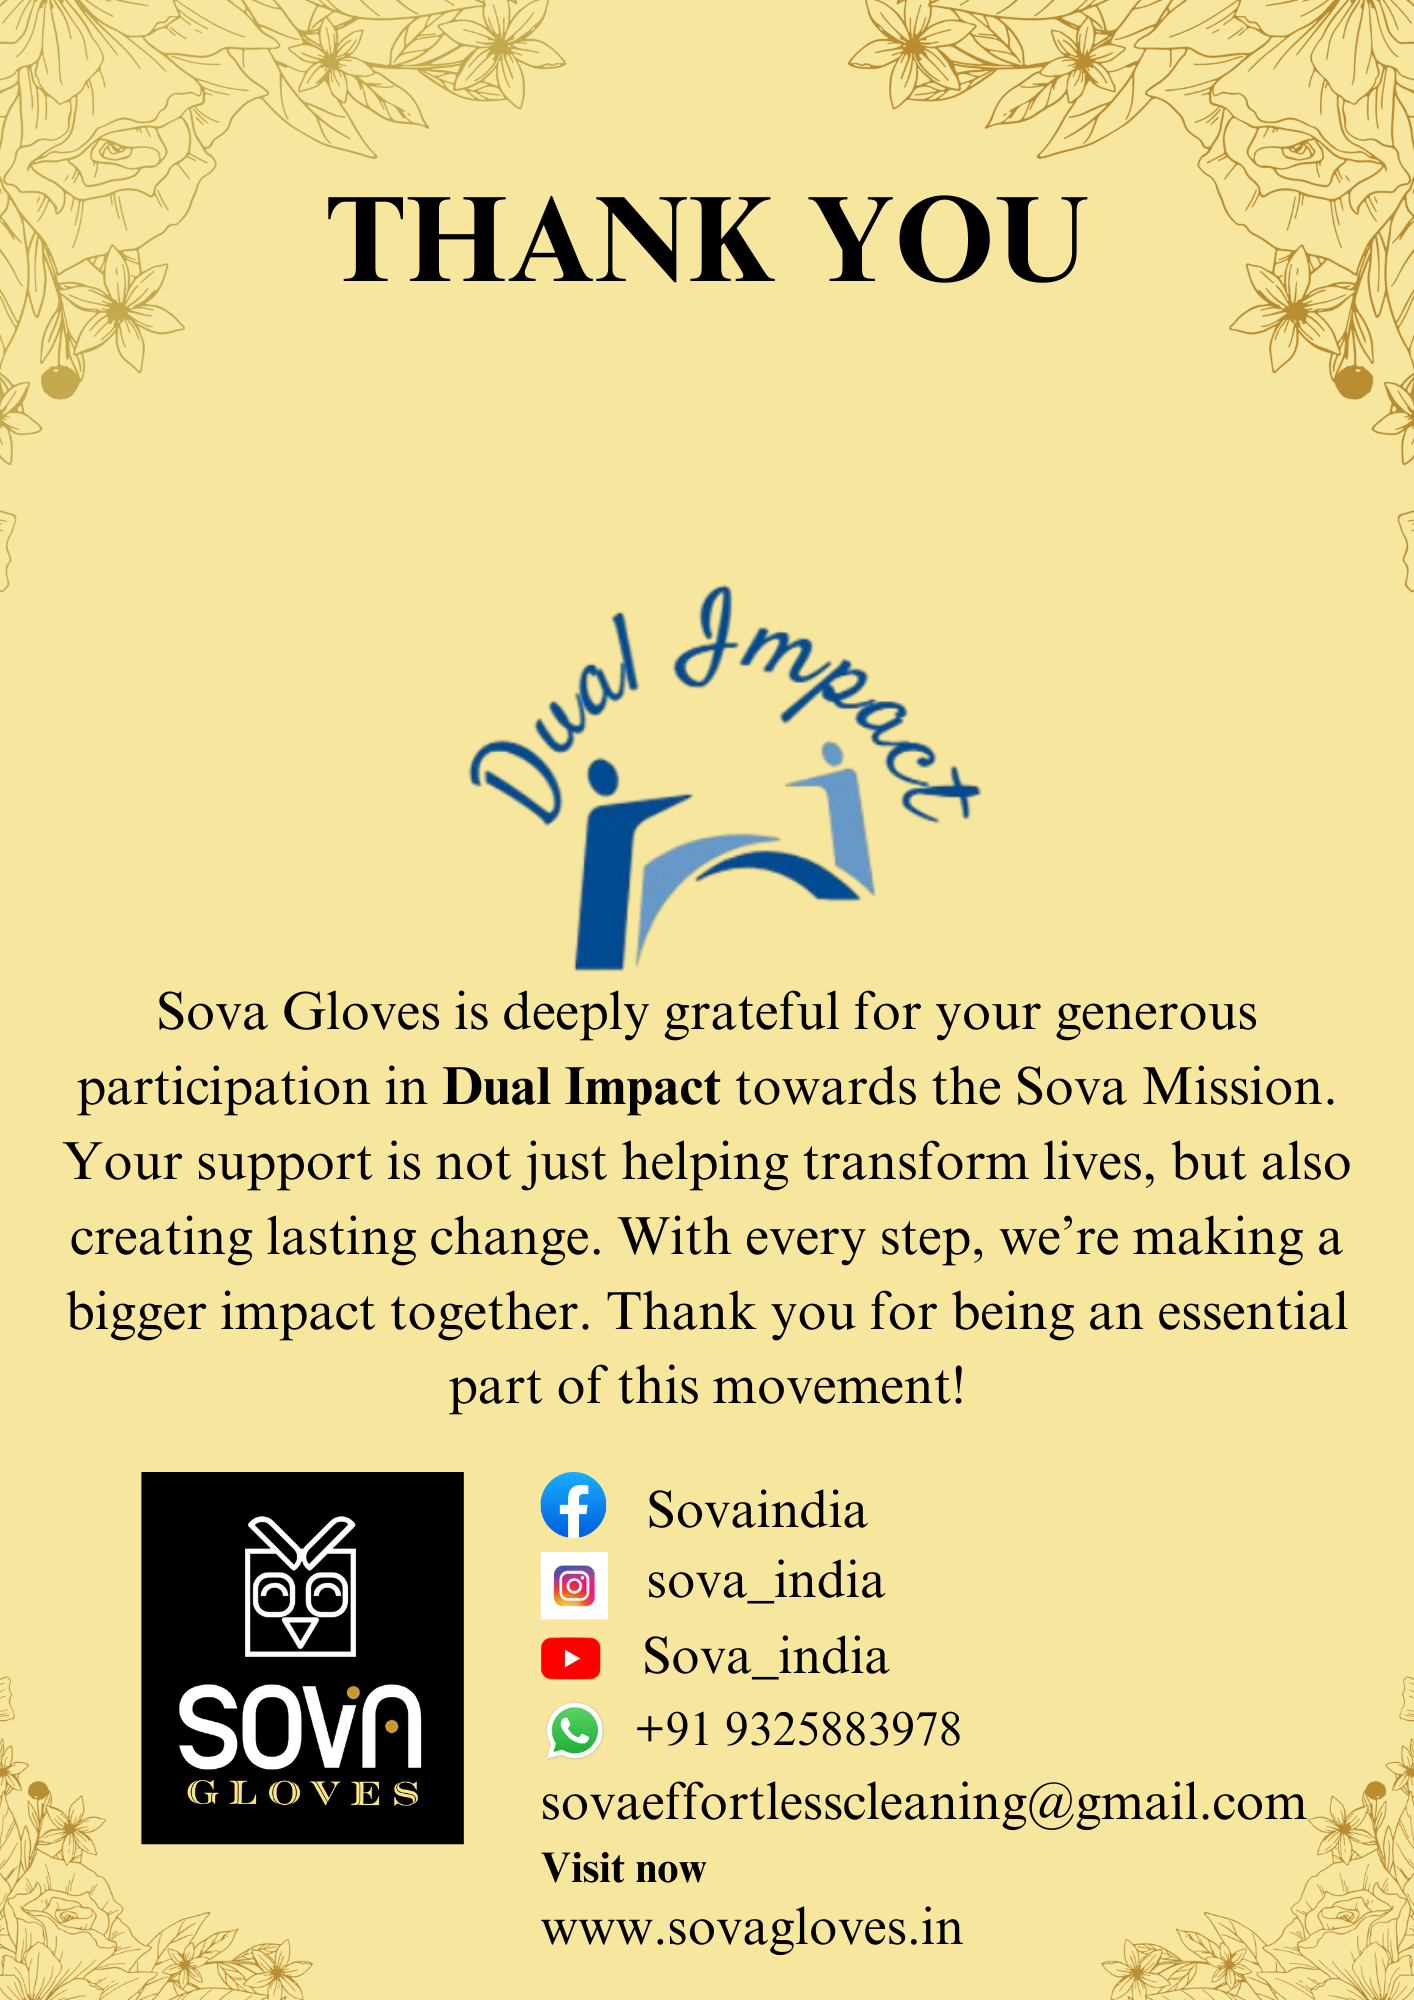 THANK YOU
Dual Impact
Sova Gloves is deeply grateful for your generous
participation in Dual Impact towards the Sova Mission.
Your support is not just helping transform lives, but also
creating lasting change. With every step, we’re making a
bigger impact together. Thank you for being an essential
part of this movement!
SOVA
GLOVES
Sovaindia
sova_india
Sova_india
+91 9325883978
sovaeffortlesscleaning@gmail.com
Visit now
www.sovagloves.in